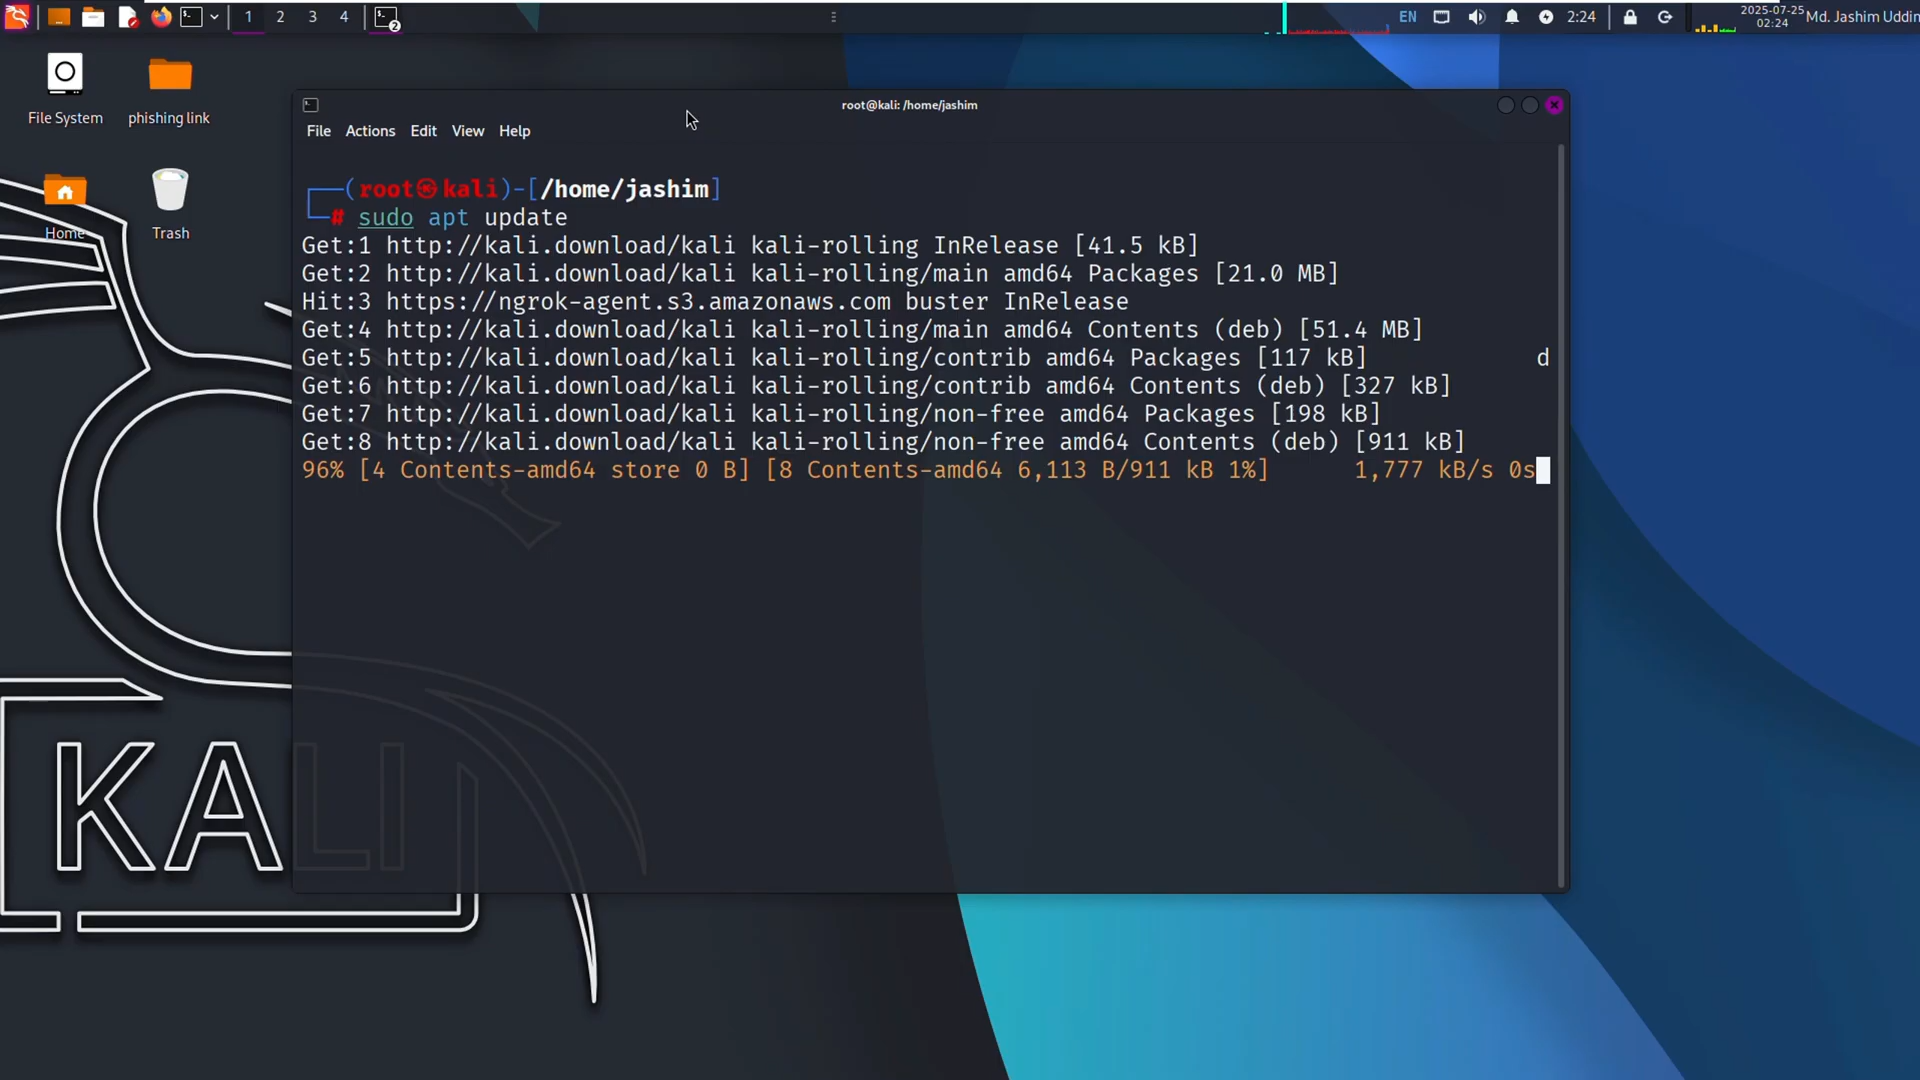 1 2 3 4 2 EN 2:24 2025-07-25 Md. Jashim Uddin
02:24
File System phishing link
Home Trash
root@kali: /home/jashim
File Actions Edit View Help
┌──(root㉿kali)-[/home/jashim]
└─# sudo apt update
Get:1 http://kali.download/kali kali-rolling InRelease [41.5 kB]
Get:2 http://kali.download/kali kali-rolling/main amd64 Packages [21.0 MB]
Hit:3 https://ngrok-agent.s3.amazonaws.com buster InRelease
Get:4 http://kali.download/kali kali-rolling/main amd64 Contents (deb) [51.4 MB]
Get:5 http://kali.download/kali kali-rolling/contrib amd64 Packages [117 kB] d
Get:6 http://kali.download/kali kali-rolling/contrib amd64 Contents (deb) [327 kB]
Get:7 http://kali.download/kali kali-rolling/non-free amd64 Packages [198 kB]
Get:8 http://kali.download/kali kali-rolling/non-free amd64 Contents (deb) [911 kB]
96% [4 Contents-amd64 store 0 B] [8 Contents-amd64 6,113 B/911 kB 1%] 1,777 kB/s 0s
KALI